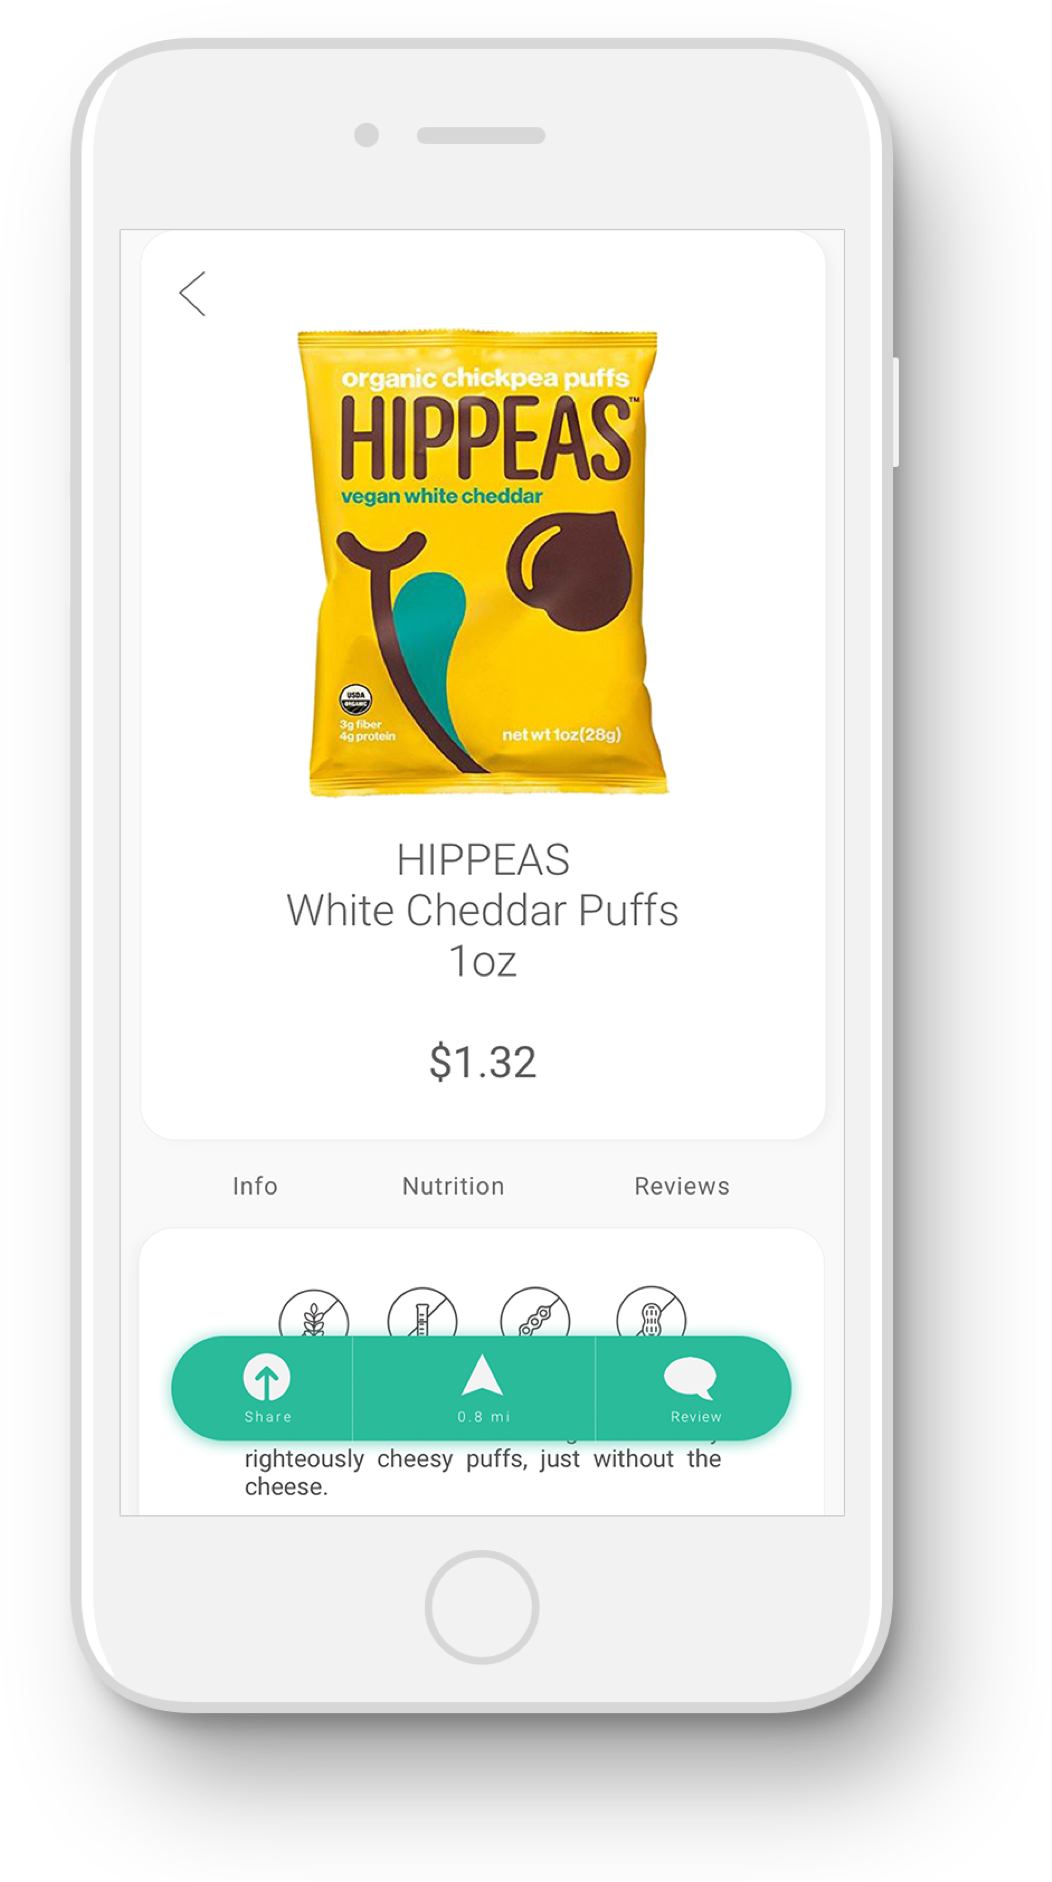 organic chickpea puffs
HIPPEAS™
vegan white cheddar
USDA
ORGANIC
3g fiber
4g protein
net wt 1oz(28g)
HIPPEAS
White Cheddar Puffs
1oz
$1.32
Info
Nutrition
Reviews
Share
0.8 mi
Review
righteously cheesy puffs, just without the
cheese.